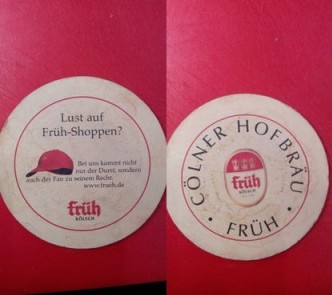 Lust auf
Früh-Shoppen?
Bei uns kommt nicht
nur der Durst, sondern
auch der Fan zu seinem Recht.
www.frueh.de
früh
KÖLSCH
CÖLNER HOFBRÄU
früh
KÖLSCH
• FRÜH •